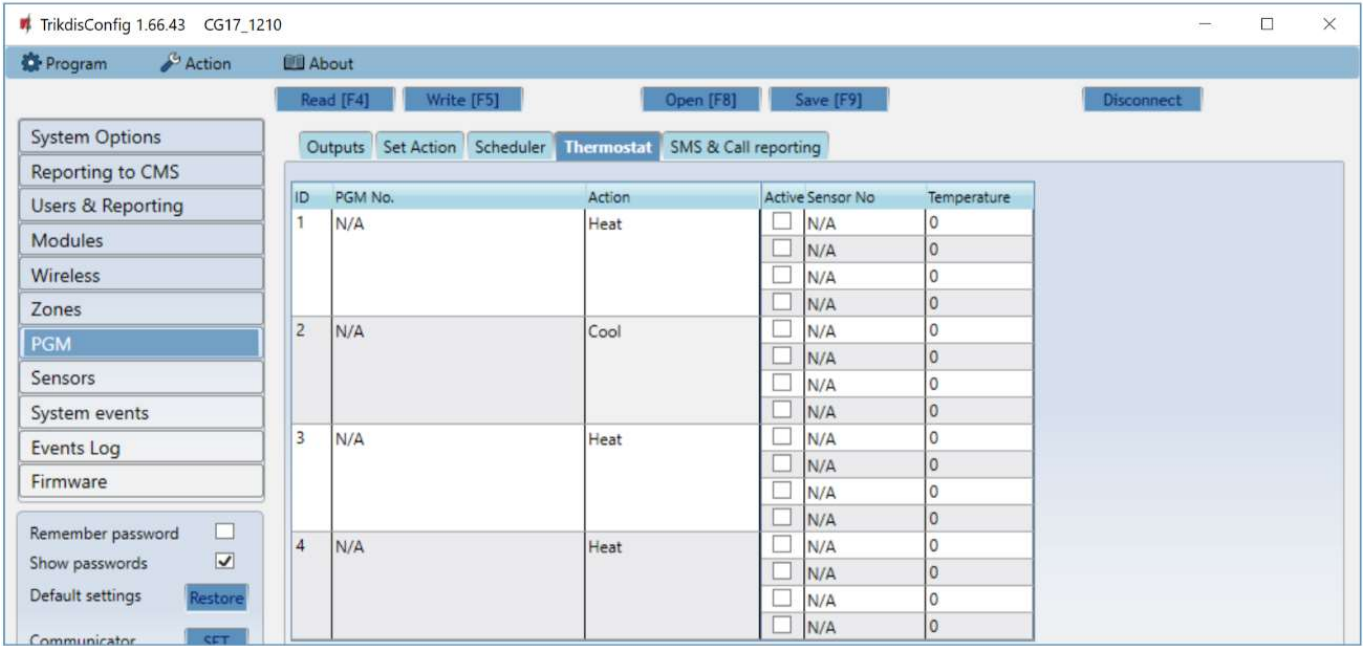 TrikdisConfig 1.66.43 CG17_1210
Program Action About
Read [F4] Write [F5] Open [F8] Save [F9] Disconnect
System Options
Reporting to CMS
Users & Reporting
Modules
Wireless
Zones
PGM
Sensors
System events
Events Log
Firmware
Remember password
Show passwords
Default settings Restore
Communicator SET
Outputs Set Action Scheduler Thermostat SMS & Call reporting
ID PGM No. Action Active Sensor No Temperature
1 N/A Heat N/A 0
N/A 0
N/A 0
N/A 0
2 N/A Cool N/A 0
N/A 0
N/A 0
N/A 0
3 N/A Heat N/A 0
N/A 0
N/A 0
N/A 0
4 N/A Heat N/A 0
N/A 0
N/A 0
N/A 0